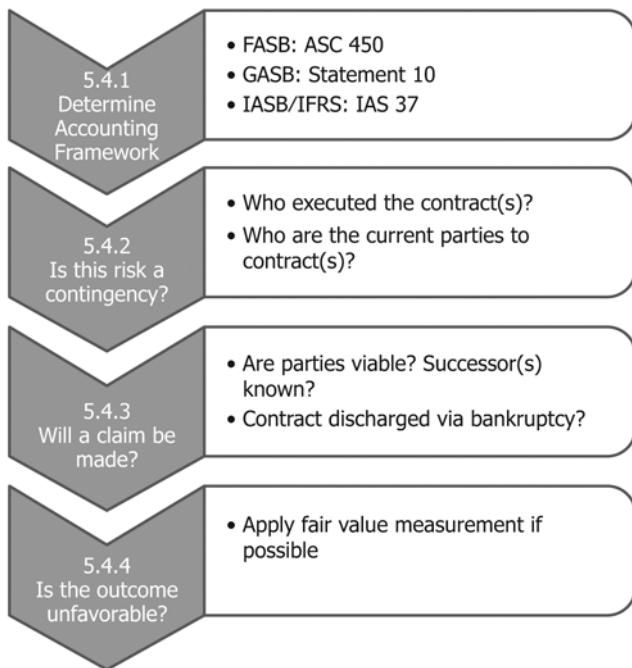 5.4.1
Determine
Accounting
Framework
• FASB: ASC 450
• GASB: Statement 10
• IASB/IFRS: IAS 37
5.4.2
Is this risk a
contingency?
• Who executed the contract(s)?
• Who are the current parties to
contract(s)?
5.4.3
Will a claim be
made?
• Are parties viable? Successor(s)
known?
• Contract discharged via bankruptcy?
5.4.4
Is the outcome
unfavorable?
• Apply fair value measurement if
possible